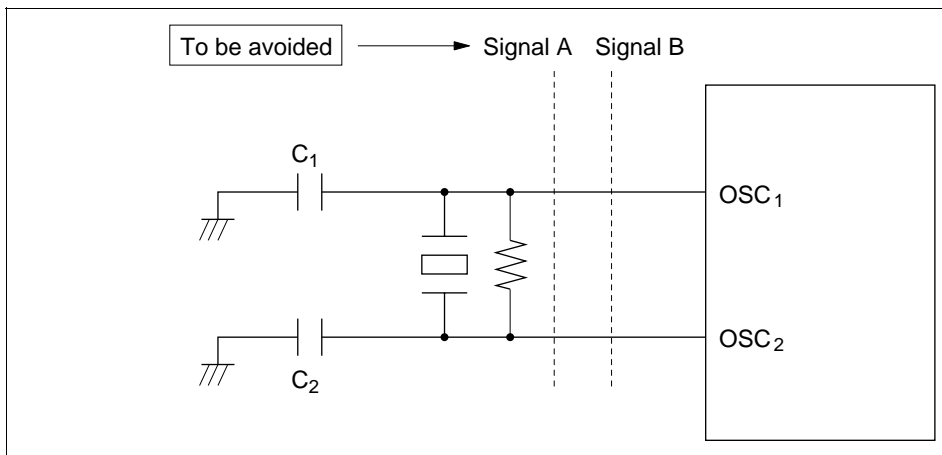 To be avoided Signal A Signal B
C1
OSC1
OSC2
C2